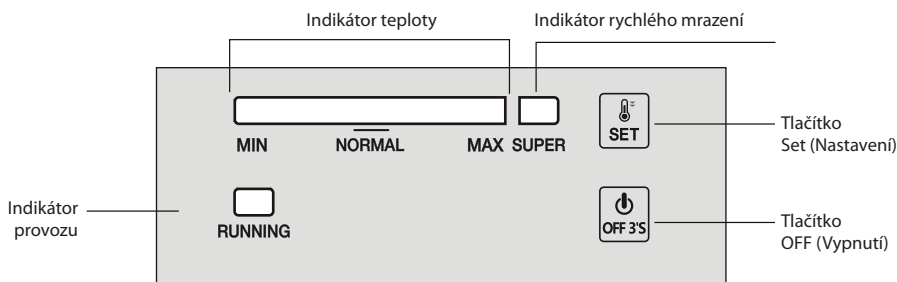 Indikátor teploty
Indikátor rychlého mrazení
MIN
NORMAL
MAX
SUPER
SET
Tlačítko
Set (Nastavení)
Indikátor
provozu
RUNNING
OFF 3'S
Tlačítko
OFF (Vypnutí)